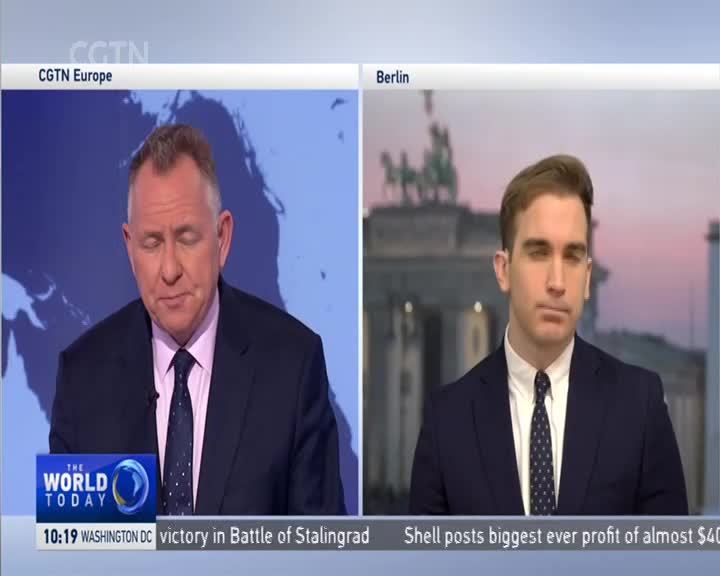 CGTN
CGTN Europe
Berlin
THE
WORLD
TODAY
10:19 WASHINGTON DC
victory in Battle of Stalingrad Shell posts biggest ever profit of almost $40